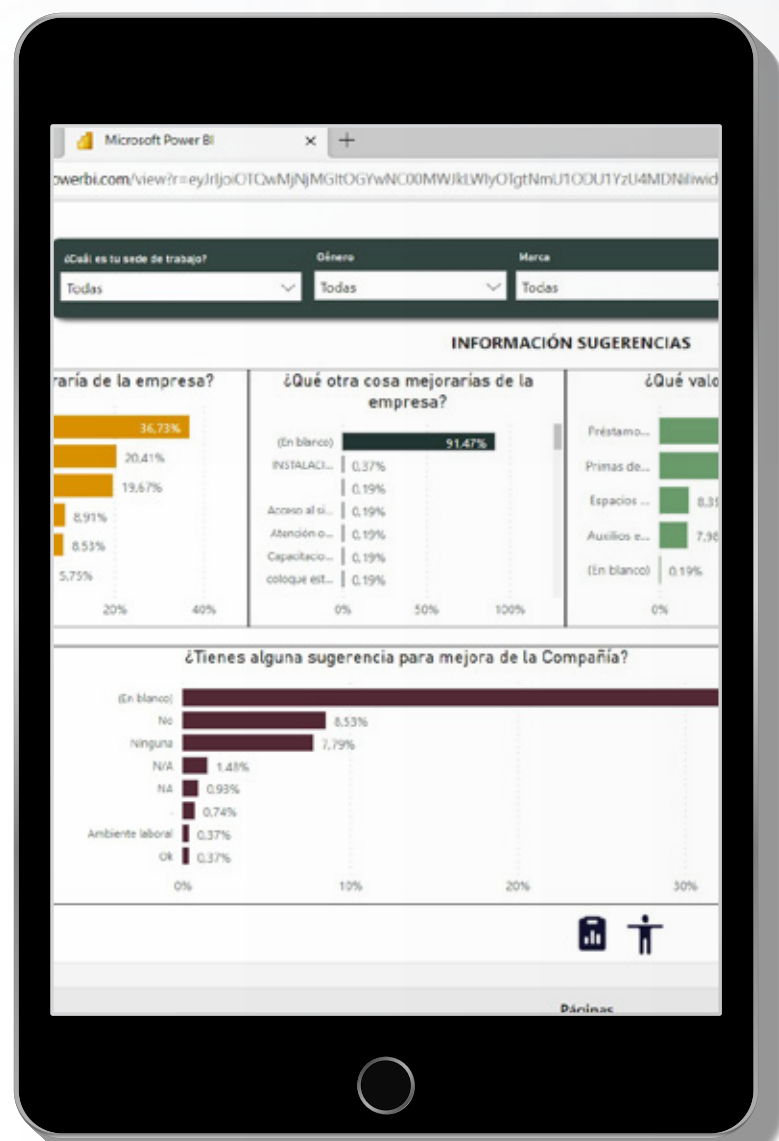 Microsoft Power BI
¿Cuál es tu sede de trabajo?
Género
Marca
Todas
Todas
Todas
INFORMACIÓN SUGERENCIAS
raría de la empresa?
36,73%
20,41%
19,67%
8,91%
8,53%
5,75%
20%
40%
¿Qué otra cosa mejorarías de la
empresa?
(En blanco)
91,47%
INSTALACI...
0,37%
0,19%
Acceso al si...
0,19%
Atención o...
0,19%
Capacitacio...
0,19%
coloque est...
0,19%
0%
50%
100%
¿Qué valo
Préstamo...
Primas de...
Espacios ...
Auxilios e...
(En blanco)
0,19%
0%
¿Tienes alguna sugerencia para mejora de la Compañía?
(En blanco)
No
8,53%
Ninguna
7,79%
N/A
1,48%
NA
0,93%
.
0,74%
Ambiente laboral
0,37%
Ok
0,37%
0%
10%
20%
30%
Páginas